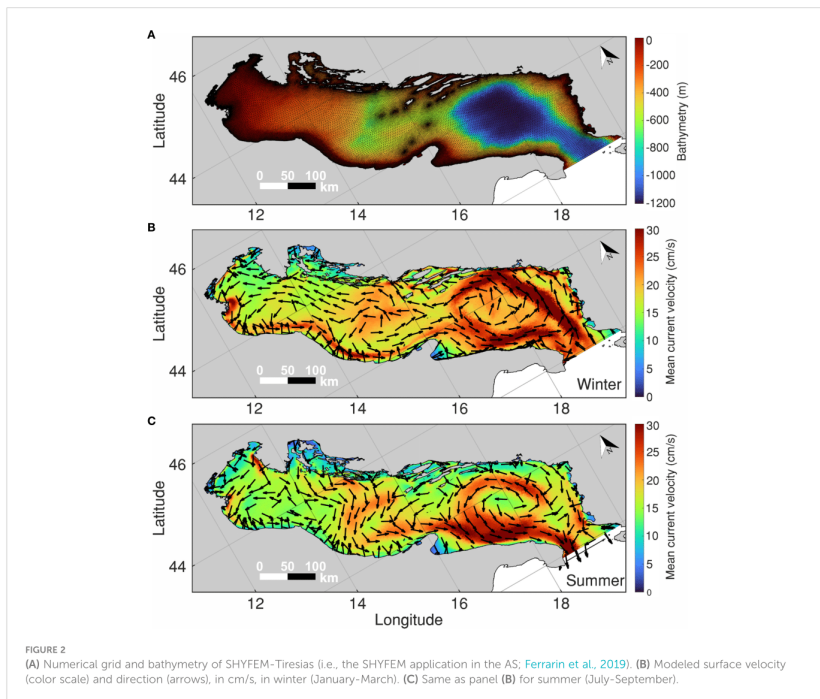 A
46
44
Latitude
0
50
100
km
12
14
16
18
N
0
-200
-400
-600
-800
-1000
-1200
Bathymetry (m)
B
46
44
Latitude
0
50
100
km
12
14
16
18
N
Winter
30
25
20
15
10
5
0
Mean current velocity (cm/s)
C
46
44
Latitude
0
50
100
km
12
14
16
18
Longitude
N
Summer
30
25
20
15
10
5
0
Mean current velocity (cm/s)
FIGURE 2
(A) Numerical grid and bathymetry of SHYFEM-Tiresias (i.e., the SHYFEM application in the AS; Ferrarin et al., 2019). (B) Modeled surface velocity
(color scale) and direction (arrows), in cm/s, in winter (January-March). (C) Same as panel (B) for summer (July-September).